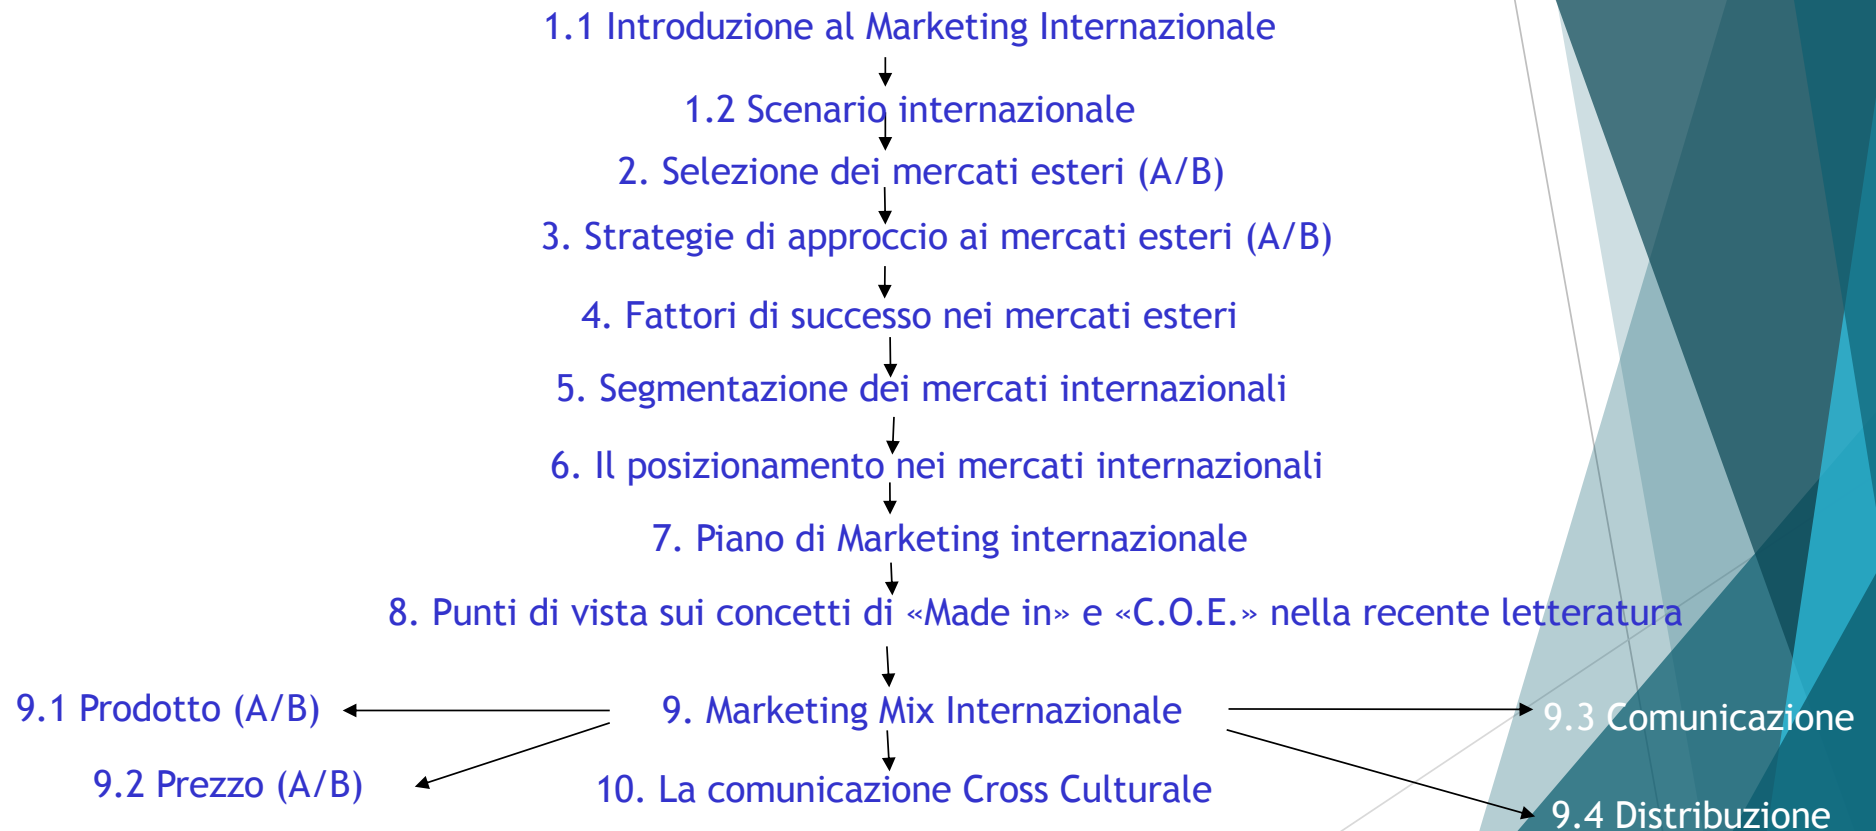 1.1 Introduzione al Marketing Internazionale
1.2 Scenario internazionale
2. Selezione dei mercati esteri (A/B)
3. Strategie di approccio ai mercati esteri (A/B)
4. Fattori di successo nei mercati esteri
5. Segmentazione dei mercati internazionali
6. Il posizionamento nei mercati internazionali
7. Piano di Marketing internazionale
8. Punti di vista sui concetti di «Made in» e «C.O.E.» nella recente letteratura
9.1 Prodotto (A/B)
9. Marketing Mix Internazionale
9.3 Comunicazione
9.2 Prezzo (A/B)
10. La comunicazione Cross Culturale
9.4 Distribuzione